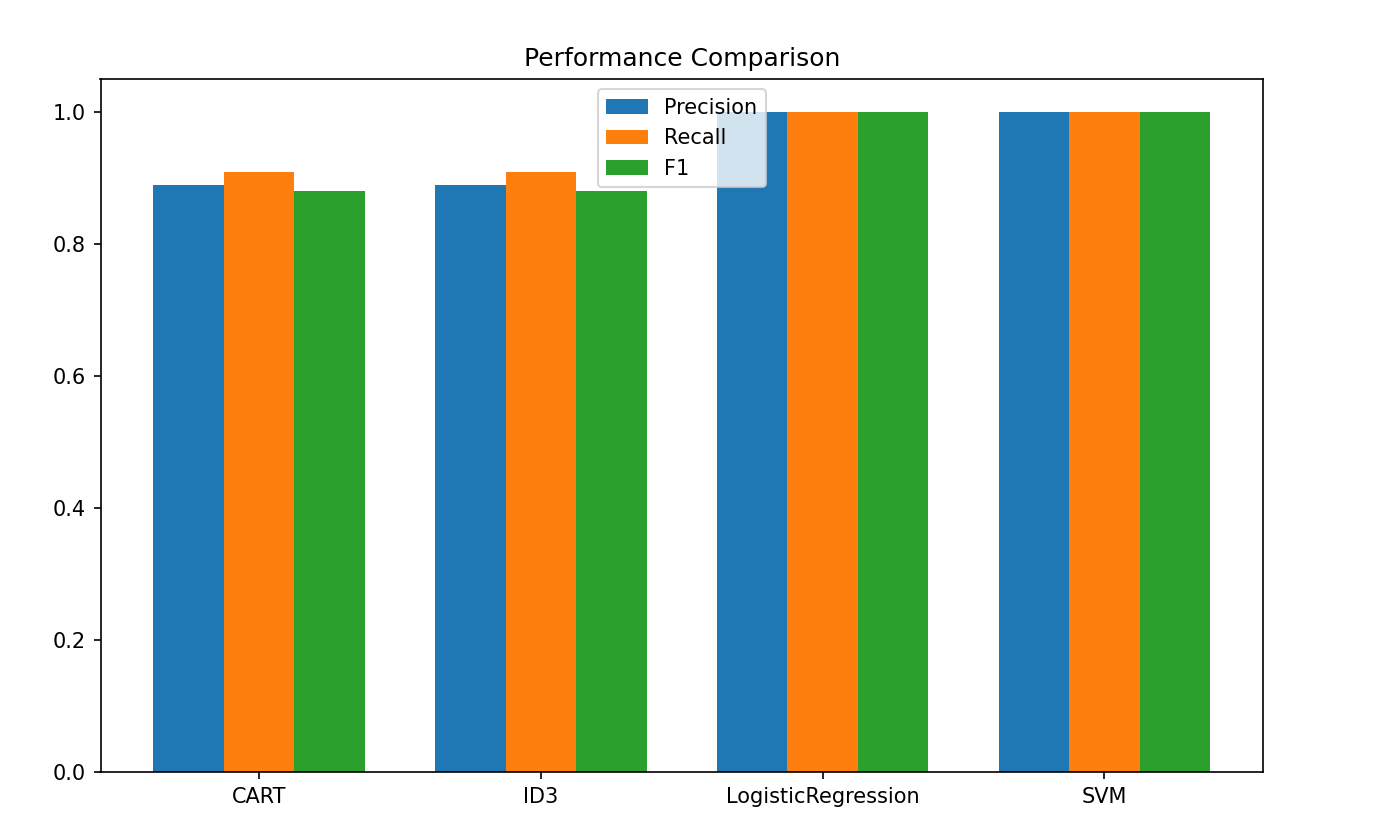 Performance Comparison
1.0
0.8
0.6
0.4
0.2
0.0
Precision
Recall
F1
CART ID3 LogisticRegression SVM